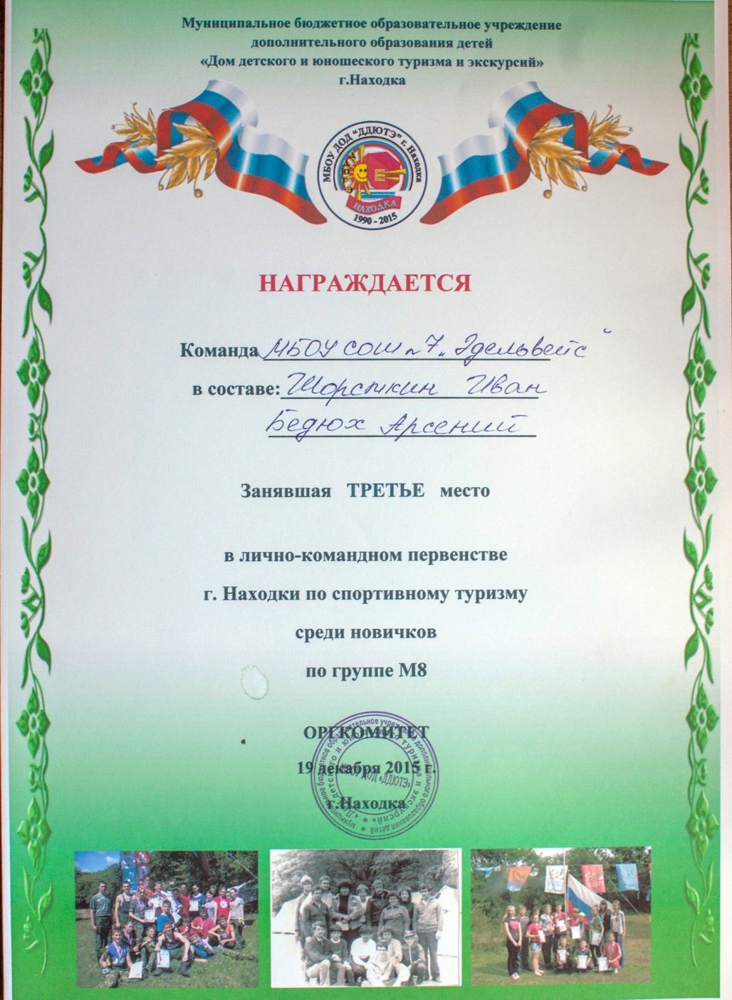 Муниципальное бюджетное образовательное учреждение
дополнительного образования детей
«Дом детского и юношеского туризма и экскурсий»
г.Находка
МБОУ ДОД "ДДЮТЭ" г. Находка
НАХОДКА
1990 - 2015
НАГРАЖДАЕТСЯ
Команда МБОУ СОШ №7 „Эдельвейс“
в составе: Шорсткин Иван
Бедюх Арсений
Занявшая ТРЕТЬЕ место
в лично-командном первенстве
г. Находки по спортивному туризму
среди новичков
по группе М8
ОРГКОМИТЕТ
19 декабря 2015 г.
г.Находка
муниципальное бюджетное образовательное учреждение дополнительного образования детей
«Дом детского и юношеского туризма и экскурсий»
МБОУ ДОД «ДДЮТЭ»